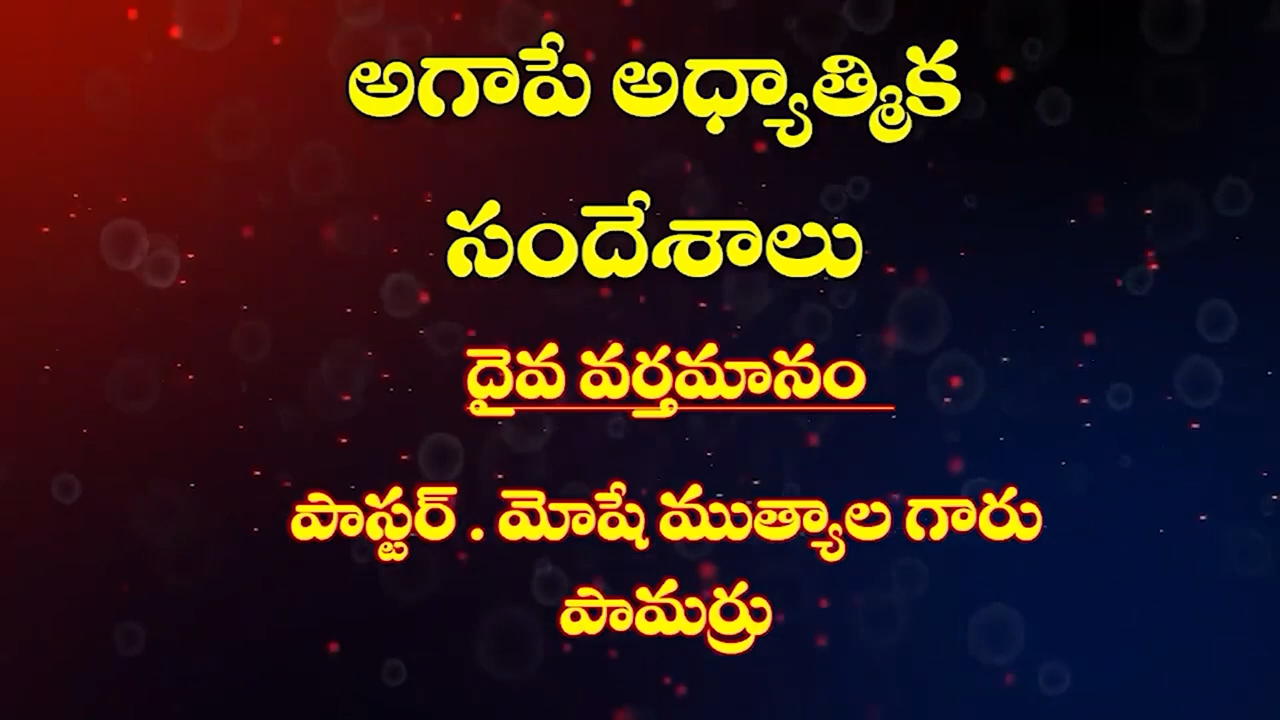 అగాపే అధ్యాత్మిక
సందేశాలు
దైవ వర్తమానం
పాస్టర్ . మోషే ముత్యాల గారు
పామర్రు